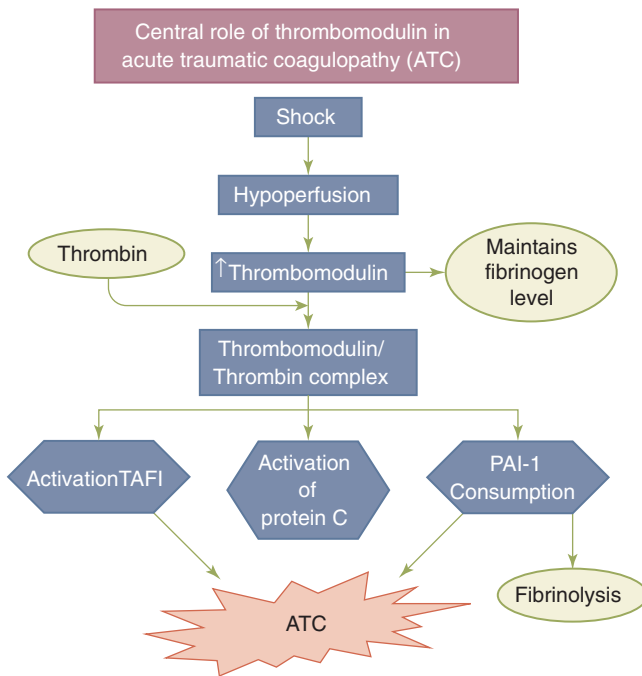 Central role of thrombomodulin in
acute traumatic coagulopathy (ATC)
Shock
Hypoperfusion
Thrombin
↑Thrombomodulin
Maintains
fibrinogen
level
Thrombomodulin/
Thrombin complex
ActivationTAFI
Activation
of
protein C
PAI-1
Consumption
ATC
Fibrinolysis